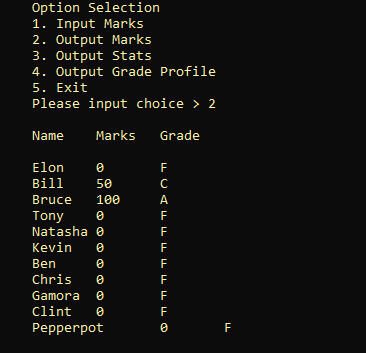 Option Selection
1. Input Marks
2. Output Marks
3. Output Stats
4. Output Grade Profile
5. Exit
Please input choice > 2
Name    Marks   Grade
Elon    0       F
Bill    50      C
Bruce   100     A
Tony    0       F
Natasha 0       F
Kevin   0       F
Ben     0       F
Chris   0       F
Gamora  0       F
Clint   0       F
Pepperpot       0       F